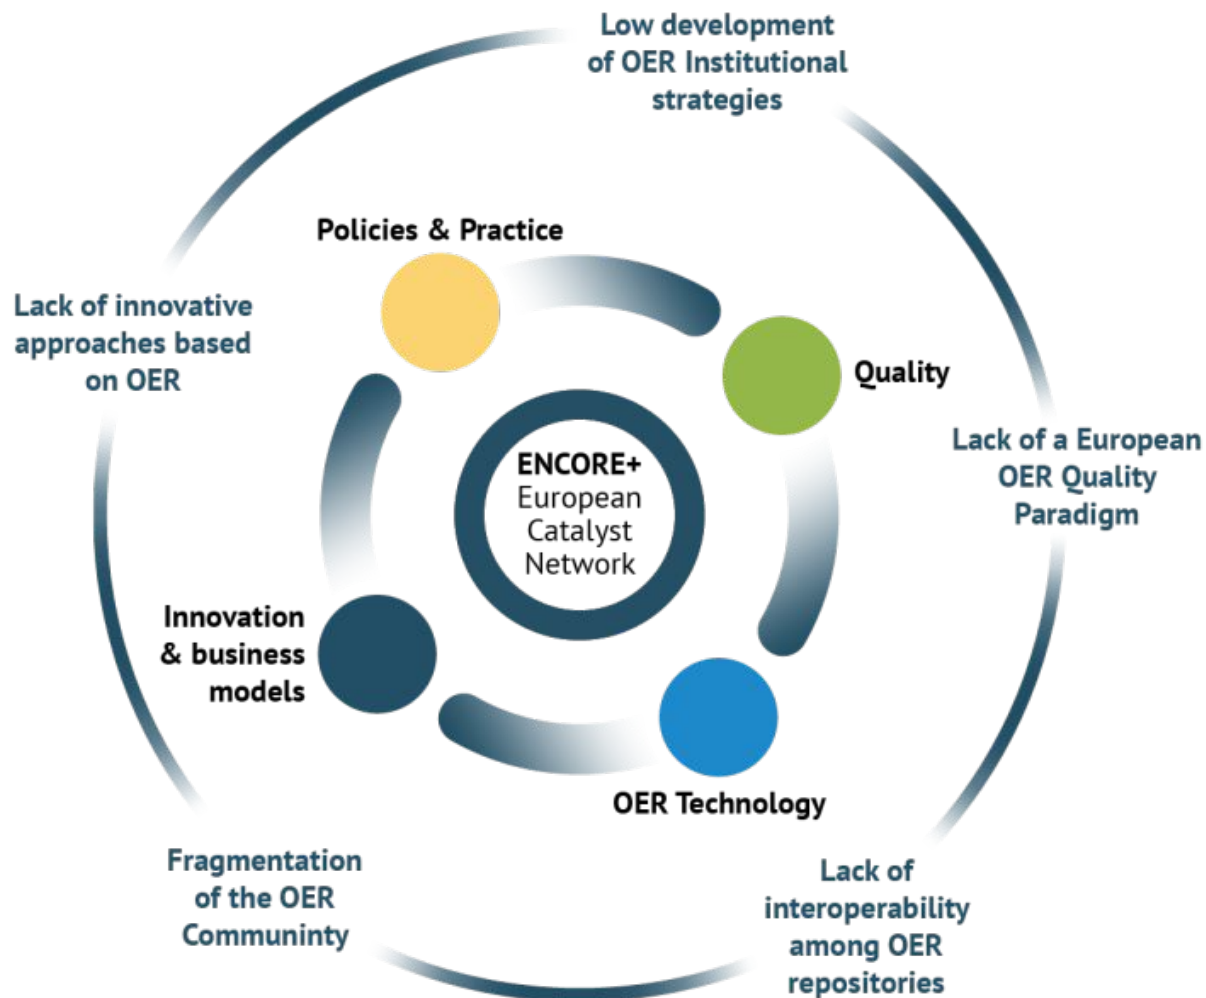 Low development
of OER Institutional
strategies
Policies & Practice
Lack of innovative
approaches based
on OER
Quality
Lack of a European
OER Quality
Paradigm
ENCORE+
European
Catalyst
Network
Innovation
& business
models
OER Technology
Fragmentation
of the OER
Communinty
Lack of
interoperability
among OER
repositories